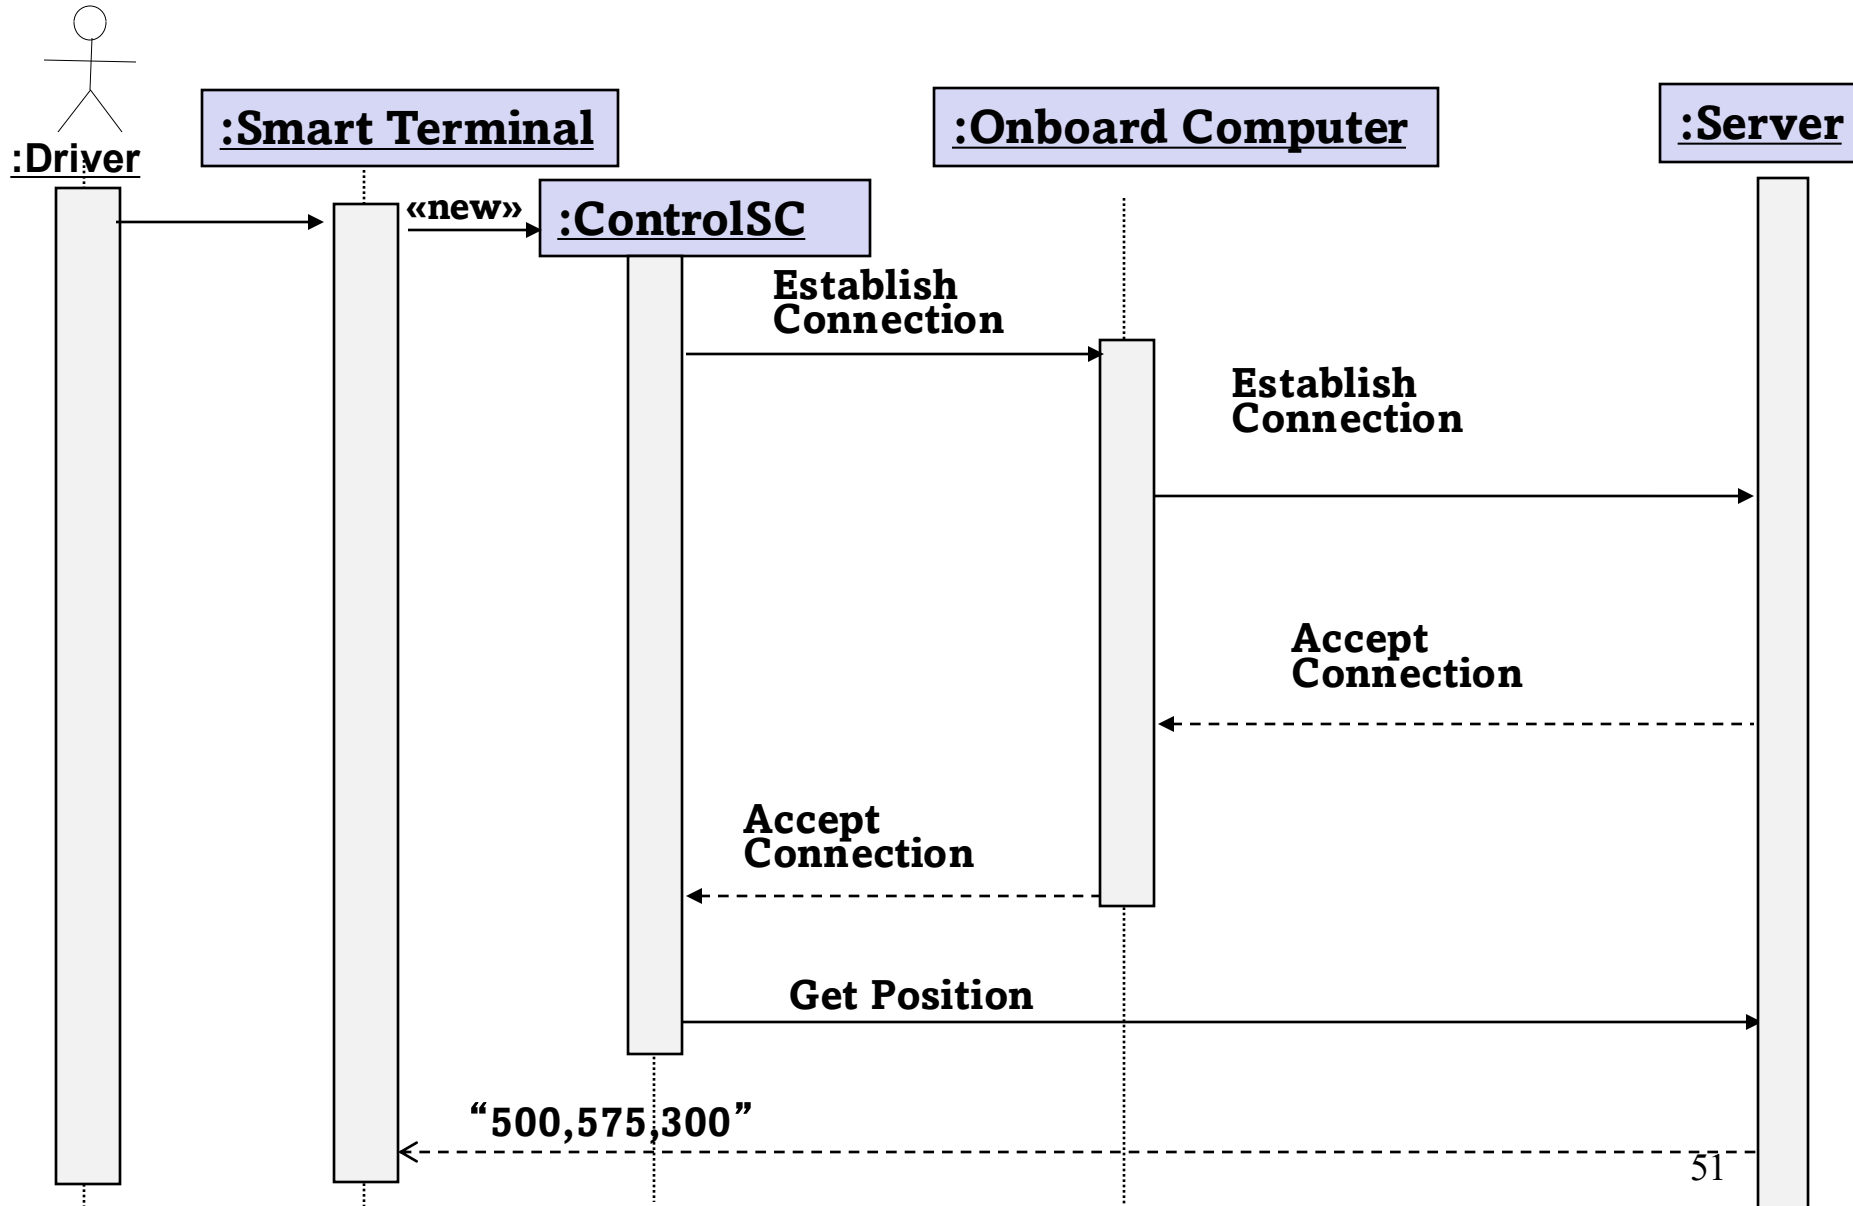 :Driver
:Smart Terminal
:Onboard Computer
:Server
«new»
:ControlSC
Establish
Connection
Establish
Connection
Accept
Connection
Accept
Connection
Get Position
“500,575,300”
51